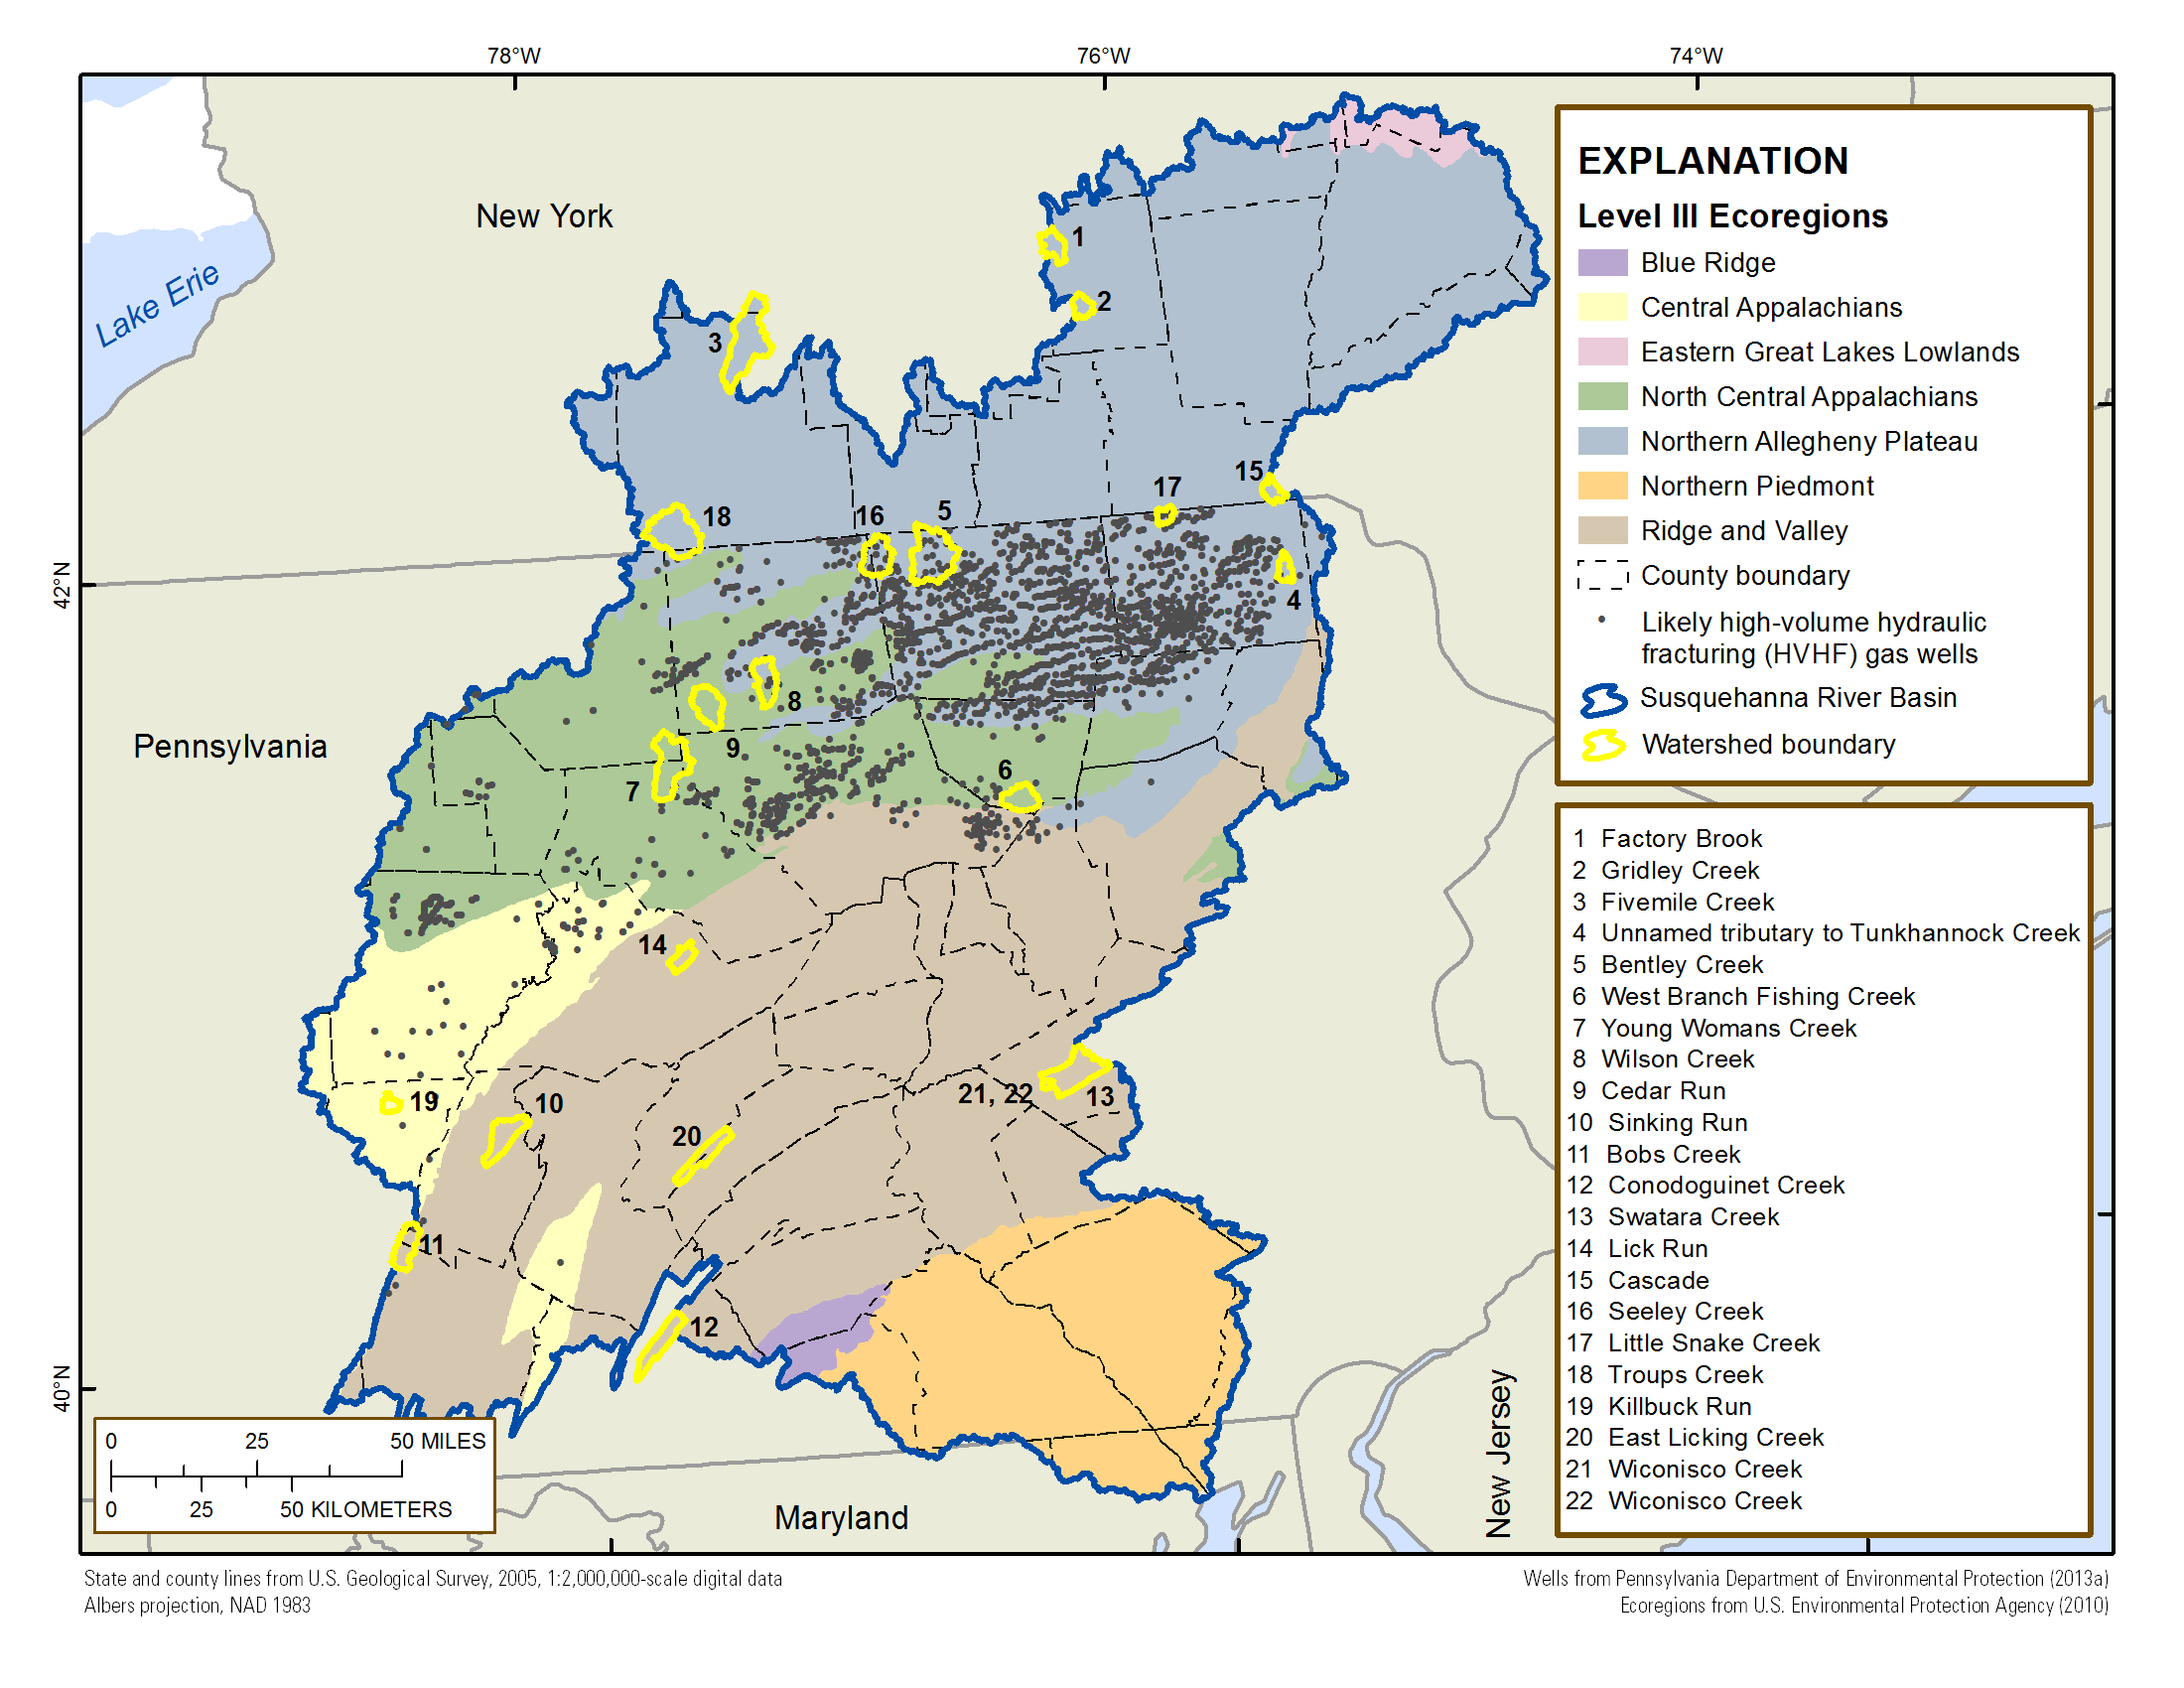 78°W
76°W
74°W
42°N
40°N
New York
Lake Erie
Pennsylvania
Maryland
New Jersey
1
2
3
15
17
5
16
18
4
8
9
7
6
14
19
10
20
21, 22
13
11
12
EXPLANATION
Level III Ecoregions
Blue Ridge
Central Appalachians
Eastern Great Lakes Lowlands
North Central Appalachians
Northern Allegheny Plateau
Northern Piedmont
Ridge and Valley
County boundary
Likely high-volume hydraulic
fracturing (HVHF) gas wells
Susquehanna River Basin
Watershed boundary
1 Factory Brook
2 Gridley Creek
3 Fivemile Creek
4 Unnamed tributary to Tunkhannock Creek
5 Bentley Creek
6 West Branch Fishing Creek
7 Young Womans Creek
8 Wilson Creek
9 Cedar Run
10 Sinking Run
11 Bobs Creek
12 Conodoguinet Creek
13 Swatara Creek
14 Lick Run
15 Cascade
16 Seeley Creek
17 Little Snake Creek
18 Troups Creek
19 Killbuck Run
20 East Licking Creek
21 Wiconisco Creek
22 Wiconisco Creek
0 25 50 MILES
0 25 50 KILOMETERS
State and county lines from U.S. Geological Survey, 2005, 1:2,000,000-scale digital data
Albers projection, NAD 1983
Wells from Pennsylvania Department of Environmental Protection (2013a)
Ecoregions from U.S. Environmental Protection Agency (2010)